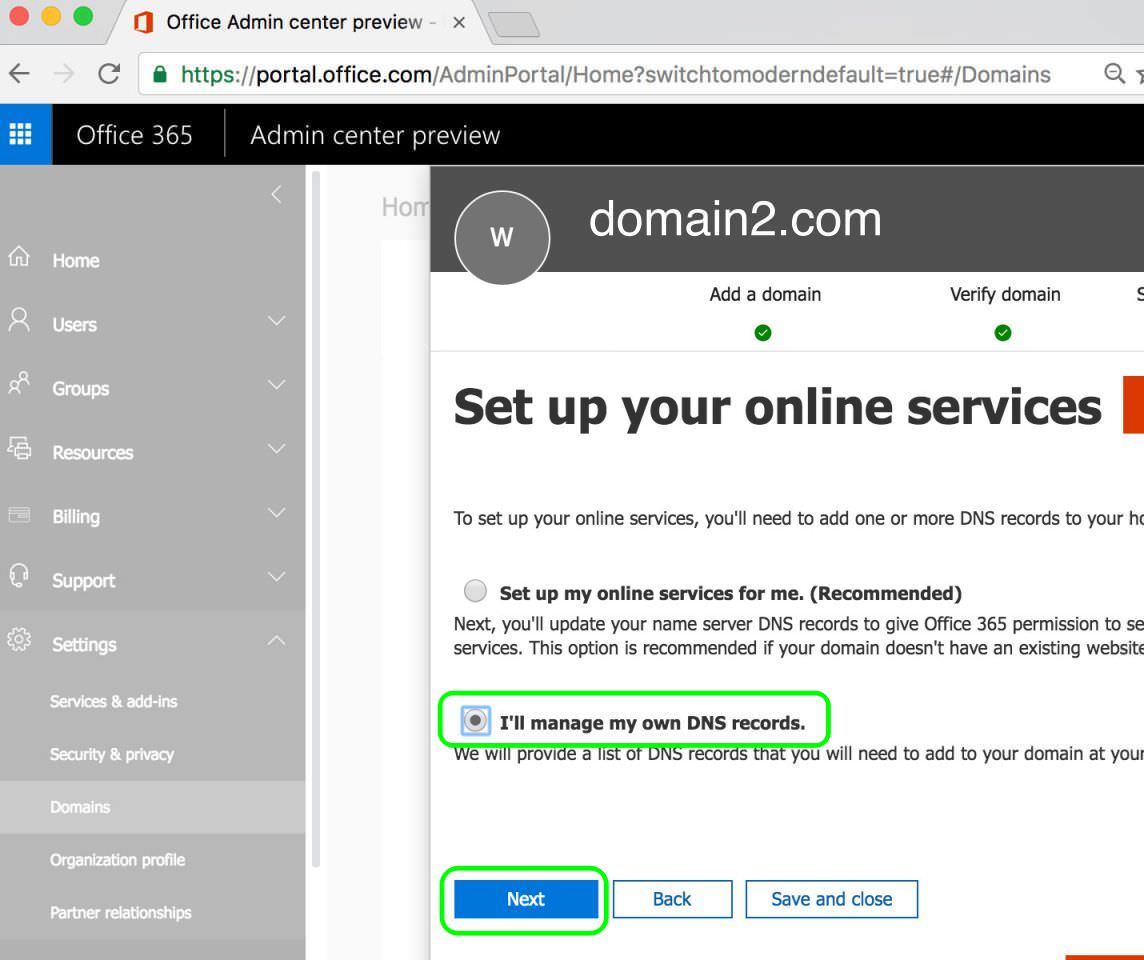 Office Admin center preview -
https://portal.office.com/AdminPortal/Home?switchtomoderndefault=true#/Domains
Office 365
Admin center preview
Home
Users
Groups
Resources
Billing
Support
Settings
Services & add-ins
Security & privacy
Domains
Organization profile
Partner relationships
Hom
W
domain2.com
Add a domain
Verify domain
S
Set up your online services
To set up your online services, you'll need to add one or more DNS records to your ho
Set up my online services for me. (Recommended)
Next, you'll update your name server DNS records to give Office 365 permission to se
services. This option is recommended if your domain doesn't have an existing website
I'll manage my own DNS records.
We will provide a list of DNS records that you will need to add to your domain at your
Next
Back
Save and close